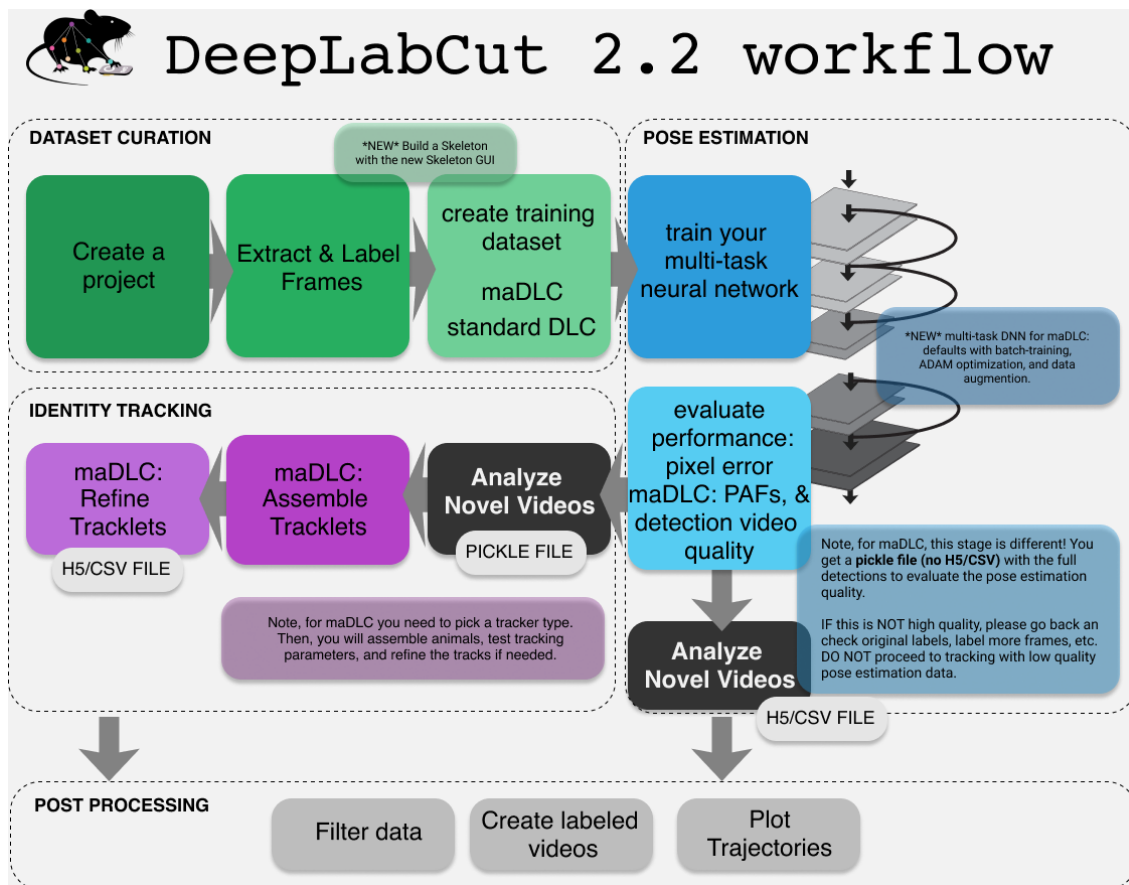 DeepLabCut 2.2 workflow
DATASET CURATION
*NEW* Build a Skeleton
with the new Skeleton GUI
Create a
project
Extract & Label
Frames
create training
dataset
maDLC
standard DLC
POSE ESTIMATION
train your
multi-task
neural network
*NEW* multi-task DNN for maDLC:
defaults with batch-training,
ADAM optimization, and data
augmention.
evaluate
performance:
pixel error
maDLC: PAFs, &
detection video
quality
Note, for maDLC, this stage is different! You
get a pickle file (no H5/CSV) with the full
detections to evaluate the pose estimation
quality.
IF this is NOT high quality, please go back an
check original labels, label more frames, etc.
DO NOT proceed to tracking with low quality
pose estimation data.
Analyze
Novel Videos
H5/CSV FILE
IDENTITY TRACKING
Analyze
Novel Videos
PICKLE FILE
maDLC:
Assemble
Tracklets
maDLC:
Refine
Tracklets
H5/CSV FILE
Note, for maDLC you need to pick a tracker type.
Then, you will assemble animals, test tracking
parameters, and refine the tracks if needed.
POST PROCESSING
Filter data
Create labeled
videos
Plot
Trajectories